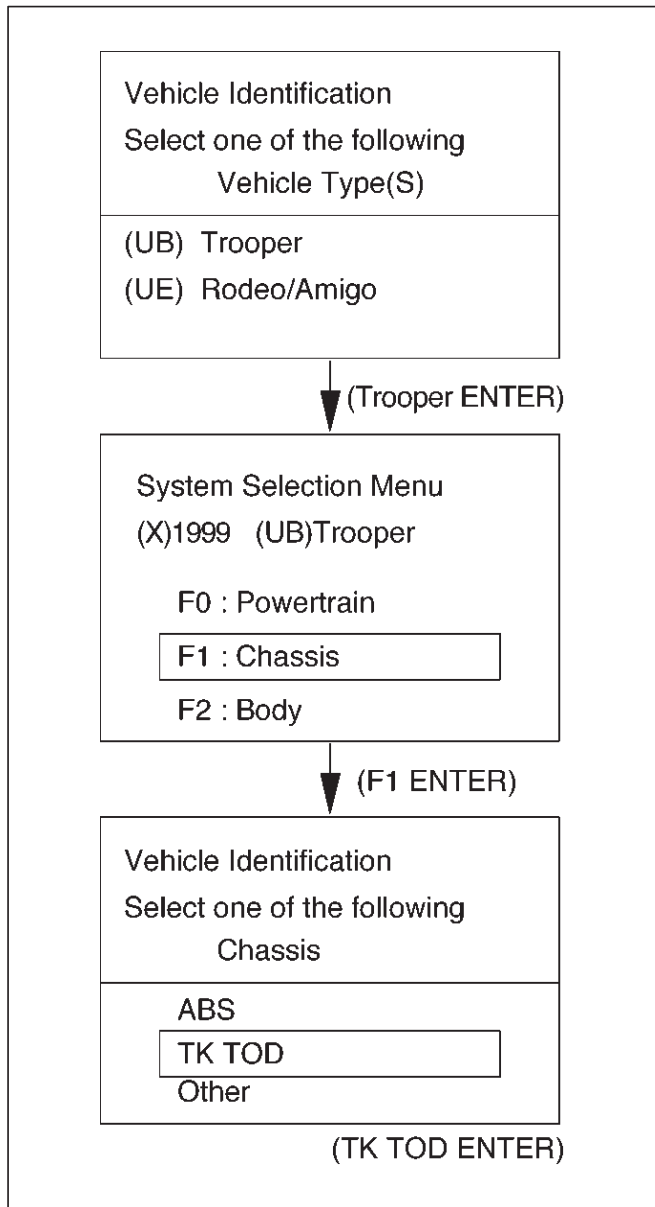 Vehicle Identification
Select one of the following
Vehicle Type(S)
(UB) Trooper
(UE) Rodeo/Amigo
(Trooper ENTER)
System Selection Menu
(X)1999 (UB)Trooper
F0 : Powertrain
F1 : Chassis
F2 : Body
(F1 ENTER)
Vehicle Identification
Select one of the following
Chassis
ABS
TK TOD
Other
(TK TOD ENTER)